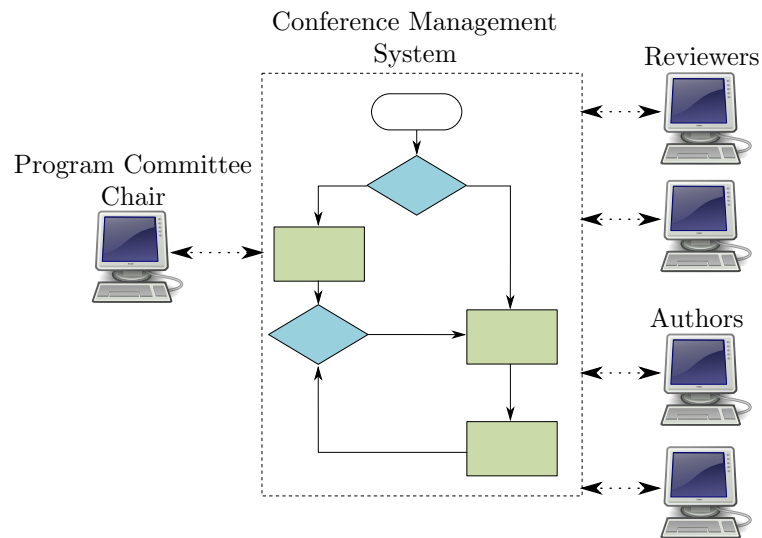 Conference Management
System
Reviewers
Program Committee
Chair
Authors